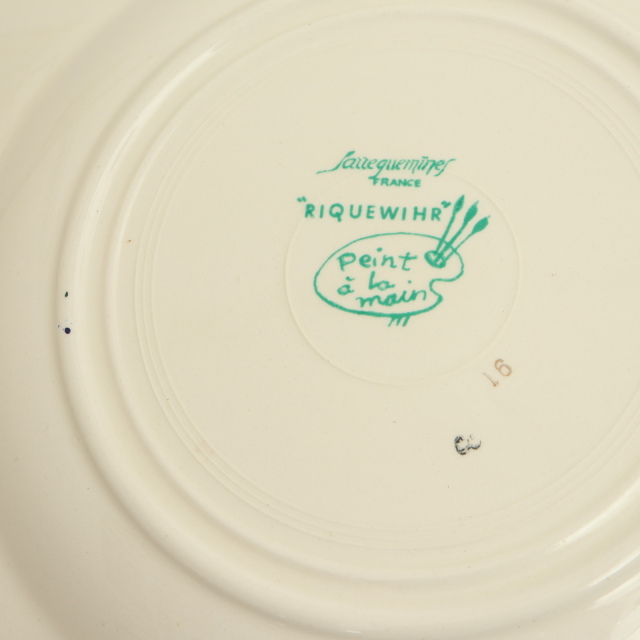 Sarreguemines
FRANCE
"RIQUEWIHR"
Peint
à la
main
16